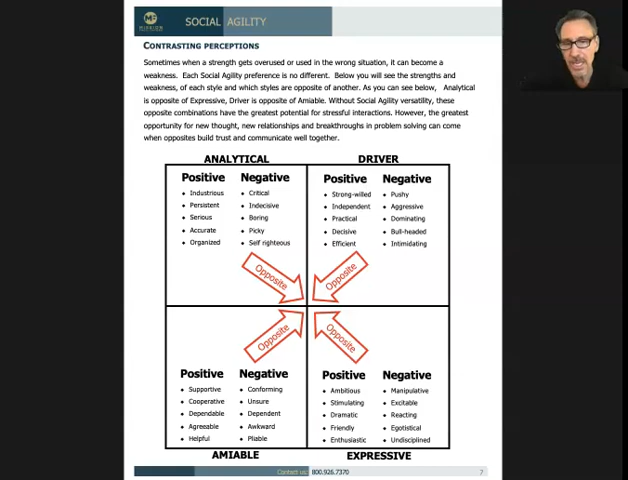 MF
MISSION
SOCIAL AGILITY
CONTRASTING PERCEPTIONS
Sometimes when a strength gets overused or used in the wrong situation, it can become a
weakness. Each Social Agility preference is no different. Below you will see the strengths and
weakness, of each style and which styles are opposite of another. As you can see below, Analytical
is opposite of Expressive, Driver is opposite of Amiable. Without Social Agility versatility, these
opposite combinations have the greatest potential for stressful interactions. However, the greatest
opportunity for new thought, new relationships and breakthroughs in problem solving can come
when opposites build trust and communicate well together.
ANALYTICAL
Positive Negative
• Industrious • Critical
• Persistent • Indecisive
• Serious • Boring
• Accurate • Picky
• Organized • Self righteous
Opposite
DRIVER
Positive Negative
• Strong-willed • Pushy
• Independent • Aggressive
• Practical • Dominating
• Decisive • Bull-headed
• Efficient • Intimidating
Opposite
Opposite
Positive Negative
• Supportive • Conforming
• Cooperative • Unsure
• Dependable • Dependent
• Agreeable • Awkward
• Helpful • Pliable
AMIABLE
Opposite
Positive Negative
• Ambitious • Manipulative
• Stimulating • Excitable
• Dramatic • Reacting
• Friendly • Egotistical
• Enthusiastic • Undisciplined
EXPRESSIVE
Contact us: 800.926.7370
7